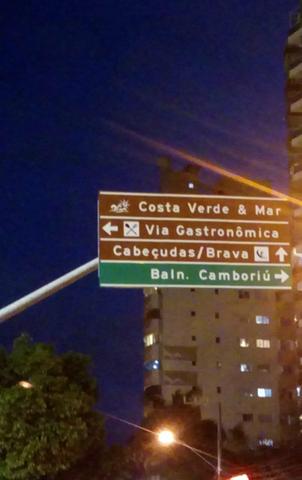 Costa Verde & Mar
Via Gastronômica
Cabeçudas/Brava
Baln. Camboriú